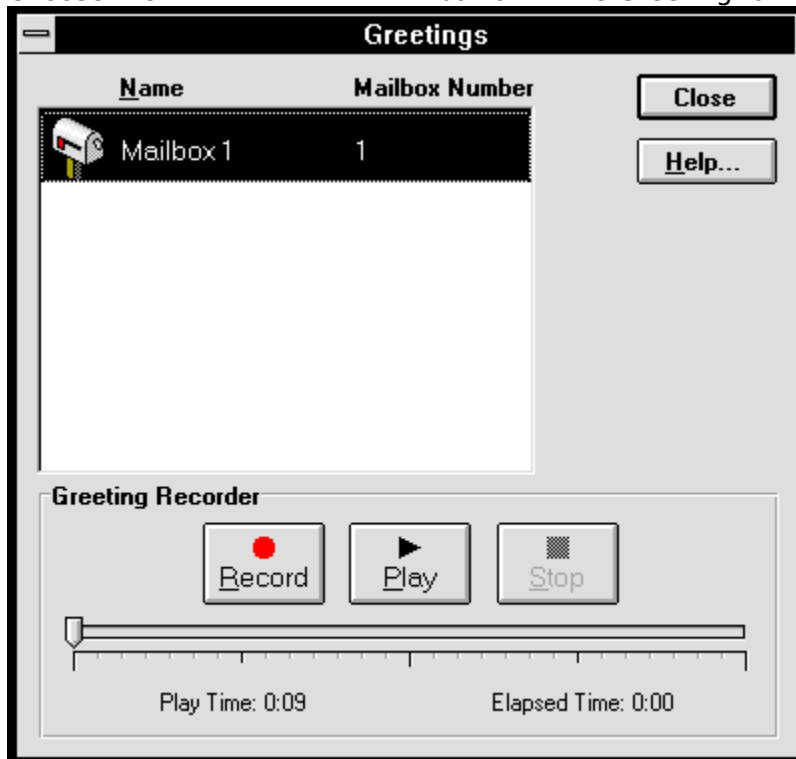 Greetings
Name Mailbox Number
Close
Mailbox 1 1
Help...
Greeting Recorder
Record Play Stop
Play Time: 0:09 Elapsed Time: 0:00